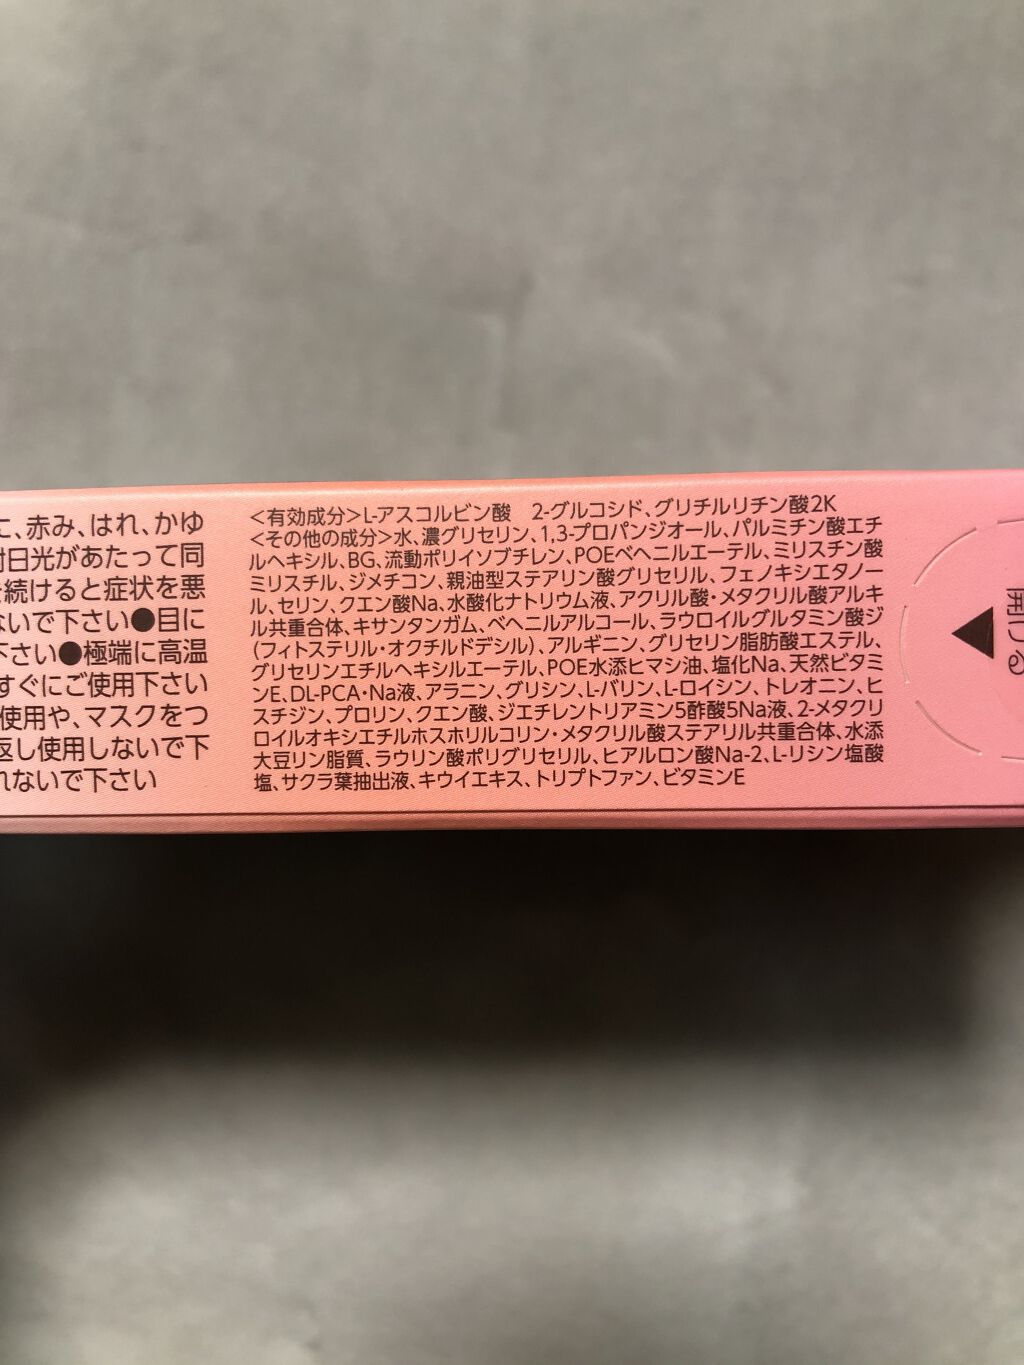 に、赤み、はれ、かゆ
射日光があたって同
を続けると症状を悪
ないで下さい●目に
下さい●極端に高温
すぐにご使用下さい
使用や、マスクをつ
返し使用しないで下
れないで下さい
<有効成分>L-アスコルビン酸 2-グルコシド、グリチルリチン酸2K
<その他の成分>水、濃グリセリン、1,3-プロパンジオール、パルミチン酸エチ
ルヘキシル、BG、流動ポリイソブチレン、POEベヘニルエーテル、ミリスチン酸
ミリスチル、ジメチコン、親油型ステアリン酸グリセリル、フェノキシエタノー
ル、セリン、クエン酸Na、水酸化ナトリウム液、アクリル酸・メタクリル酸アルキ
ル共重合体、キサンタンガム、ベヘニルアルコール、ラウロイルグルタミン酸ジ
(フィトステリル・オクチルドデシル)、アルギニン、グリセリン脂肪酸エステル、
グリセリンエチルヘキシルエーテル、POE水添ヒマシ油、塩化Na、天然ビタミ
ンE、DL-PCA・Na液、アラニン、グリシン、L-バリン、L-ロイシン、トレオニン、ヒ
スチジン、プロリン、クエン酸、ジエチレントリアミン5酢酸5Na液、2-メタクリ
ロイルオキシエチルホスホリルコリン・メタクリル酸ステアリル共重合体、水添
大豆リン脂質、ラウリン酸ポリグリセリル、ヒアルロン酸Na-2、L-リシン塩酸
塩、サクラ葉抽出液、キウイエキス、トリプトファン、ビタミンE
開ける